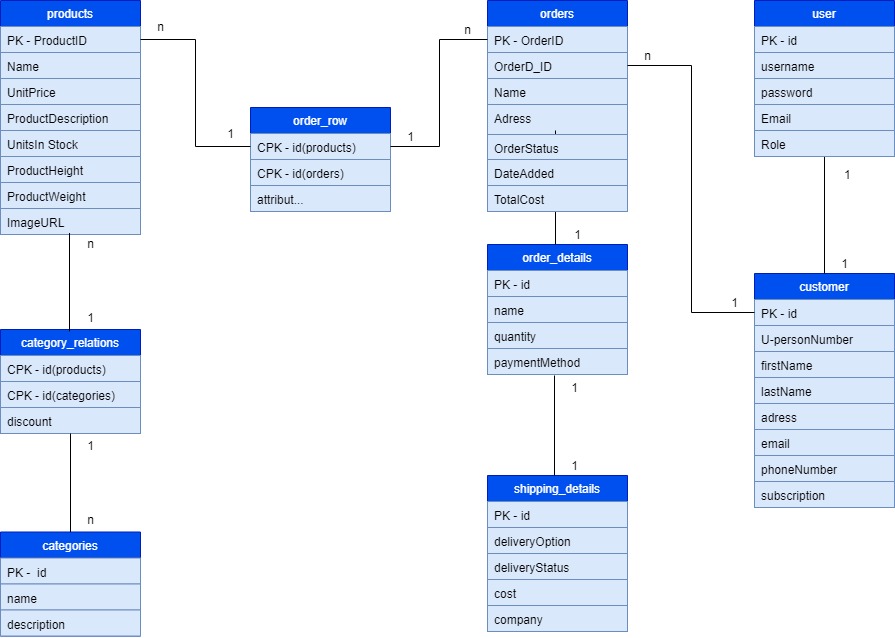 products
PK - ProductID
Name
UnitPrice
ProductDescription
UnitsIn Stock
ProductHeight
ProductWeight
ImageURL
n
n
1
category_relations
CPK - id(products)
CPK - id(categories)
discount
1
n
categories
PK -  id
name
description
1
order_row
CPK - id(products)
CPK - id(orders)
attribut...
1
n
orders
PK - OrderID
OrderD_ID
Name
Adress
OrderStatus
DateAdded
TotalCost
1
order_details
PK - id
name
quantity
paymentMethod
1
1
shipping_details
PK - id
deliveryOption
deliveryStatus
cost
company
n
1
user
PK - id
username
password
Email
Role
1
1
customer
PK - id
U-personNumber
firstName
lastName
adress
email
phoneNumber
subscription